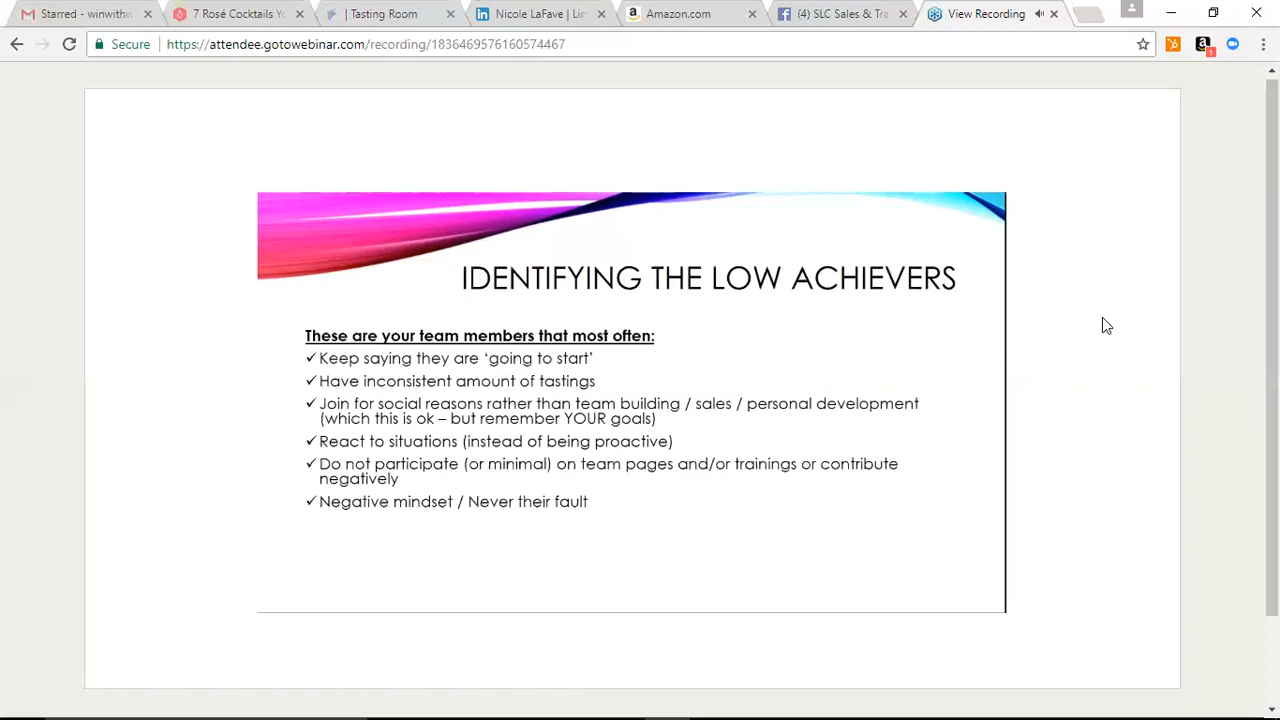 Starred - winwith
7 Rosé Cocktails Yo
| Tasting Room
Nicole LaFave | Lin
Amazon.com
(4) SLC Sales & Tra
View Recording
Secure
https://attendee.gotowebinar.com/recording/1836469576160574467
1
IDENTIFYING THE LOW ACHIEVERS
These are your team members that most often:
✓Keep saying they are ‘going to start’
✓Have inconsistent amount of tastings
✓Join for social reasons rather than team building / sales / personal development
(which this is ok – but remember YOUR goals)
✓React to situations (instead of being proactive)
✓Do not participate (or minimal) on team pages and/or trainings or contribute
negatively
✓Negative mindset / Never their fault